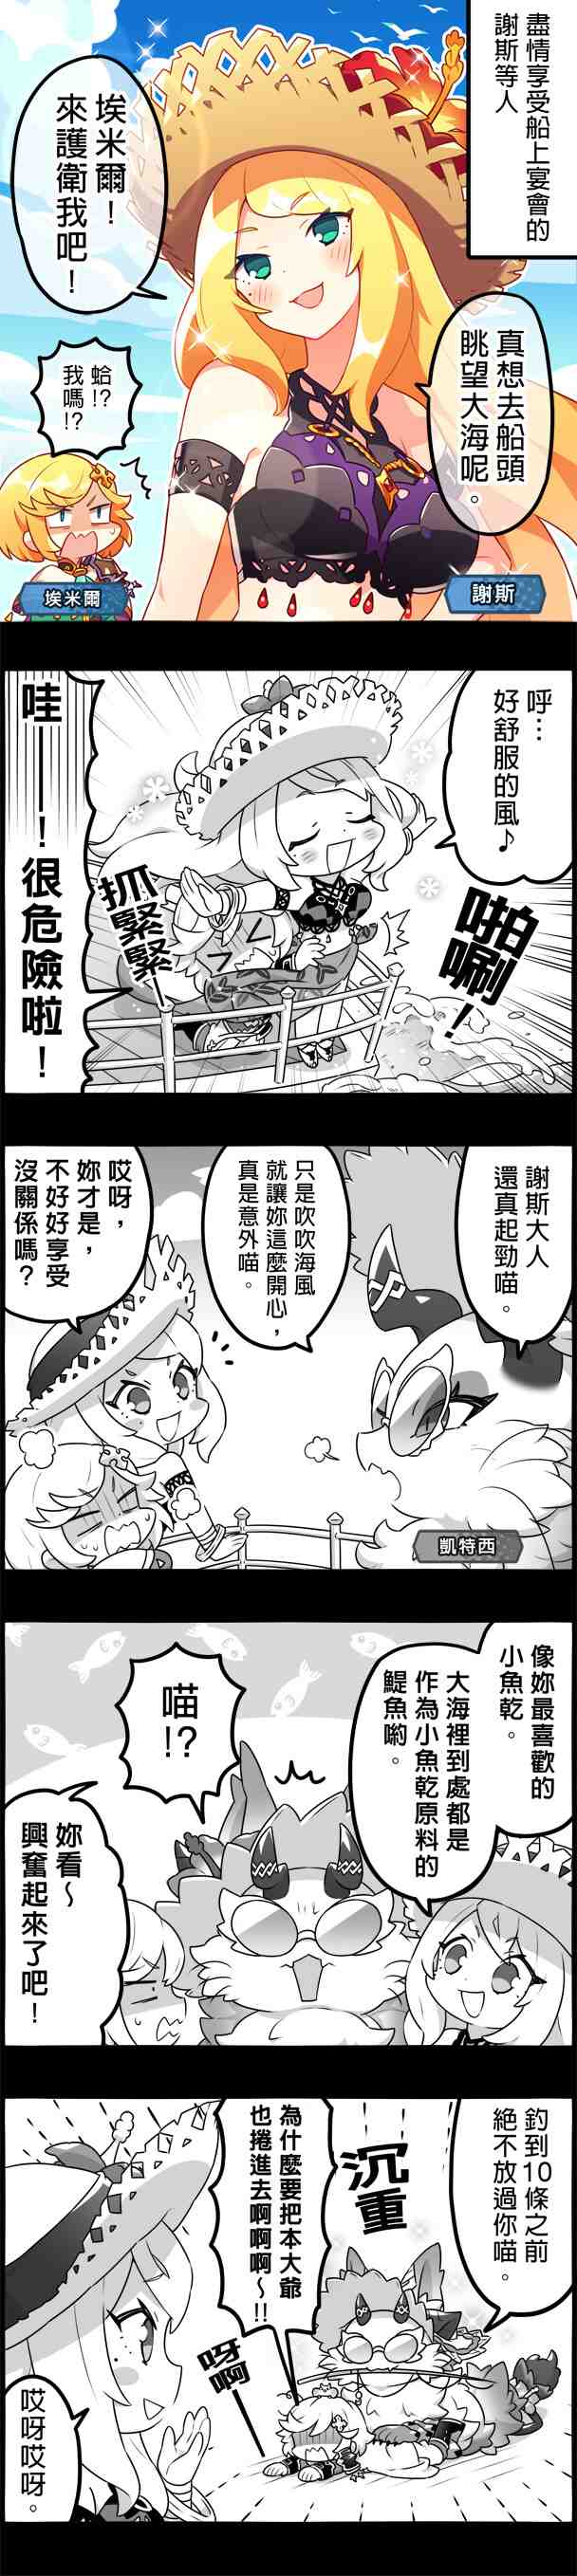 盡情享受船上宴會的
謝斯等人
真想去船頭
眺望大海呢。
埃米爾！
來護衛我吧！
蛤!?
我嗎!?
謝斯
埃米爾
呼…
好舒服的風♪
啪唰！
抓緊緊—
哇——！很危險啦！
謝斯大人
還真起勁喵。
只是吹吹海風
就讓妳這麼開心，
真是意外喵。
哎呀，
妳才是，
不好好享受
沒關係嗎？
凱特西
像妳最喜歡的
小魚乾。
大海裡到處都是
作為小魚乾原料的
鯷魚喲。
喵!?
妳看～
興奮起來了吧！
釣到10條之前
絶不放過你喵。
沉重
為什麼要把本大爺
也捲進去啊啊啊～!!
呀啊——
哎呀哎呀。